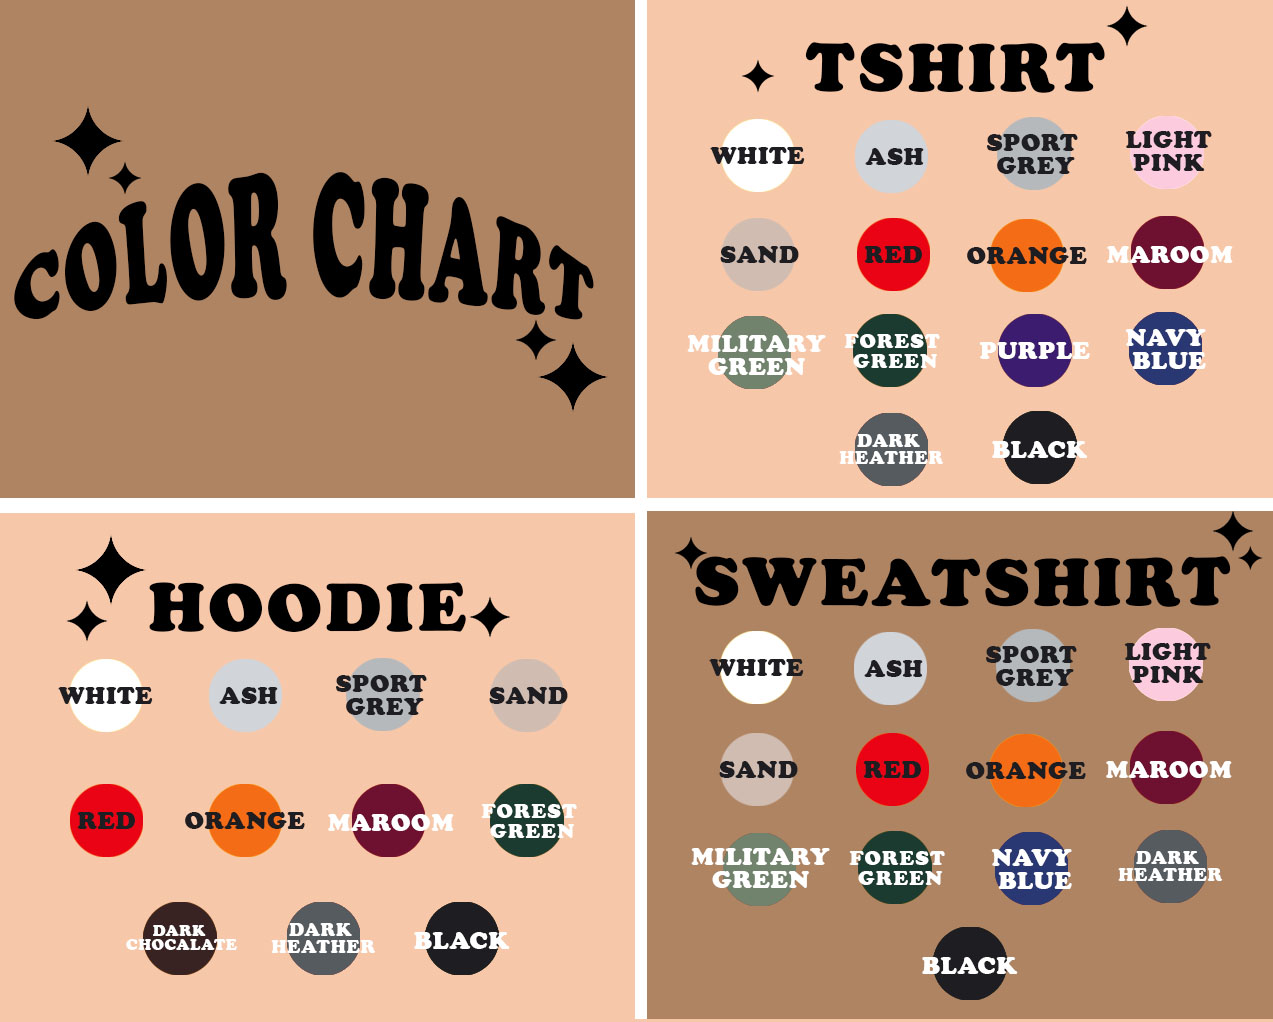 COLOR CHART
TSHIRT
WHITE
ASH
SPORT
GREY
LIGHT
PINK
SAND
RED
ORANGE
MAROOM
MILITARY
GREEN
FOREST
GREEN
PURPLE
NAVY
BLUE
DARK
HEATHER
BLACK
HOODIE
WHITE
ASH
SPORT
GREY
SAND
RED
ORANGE
MAROOM
FOREST
GREEN
DARK
CHOCALATE
DARK
HEATHER
BLACK
SWEATSHIRT
WHITE
ASH
SPORT
GREY
LIGHT
PINK
SAND
RED
ORANGE
MAROOM
MILITARY
GREEN
FOREST
GREEN
NAVY
BLUE
DARK
HEATHER
BLACK